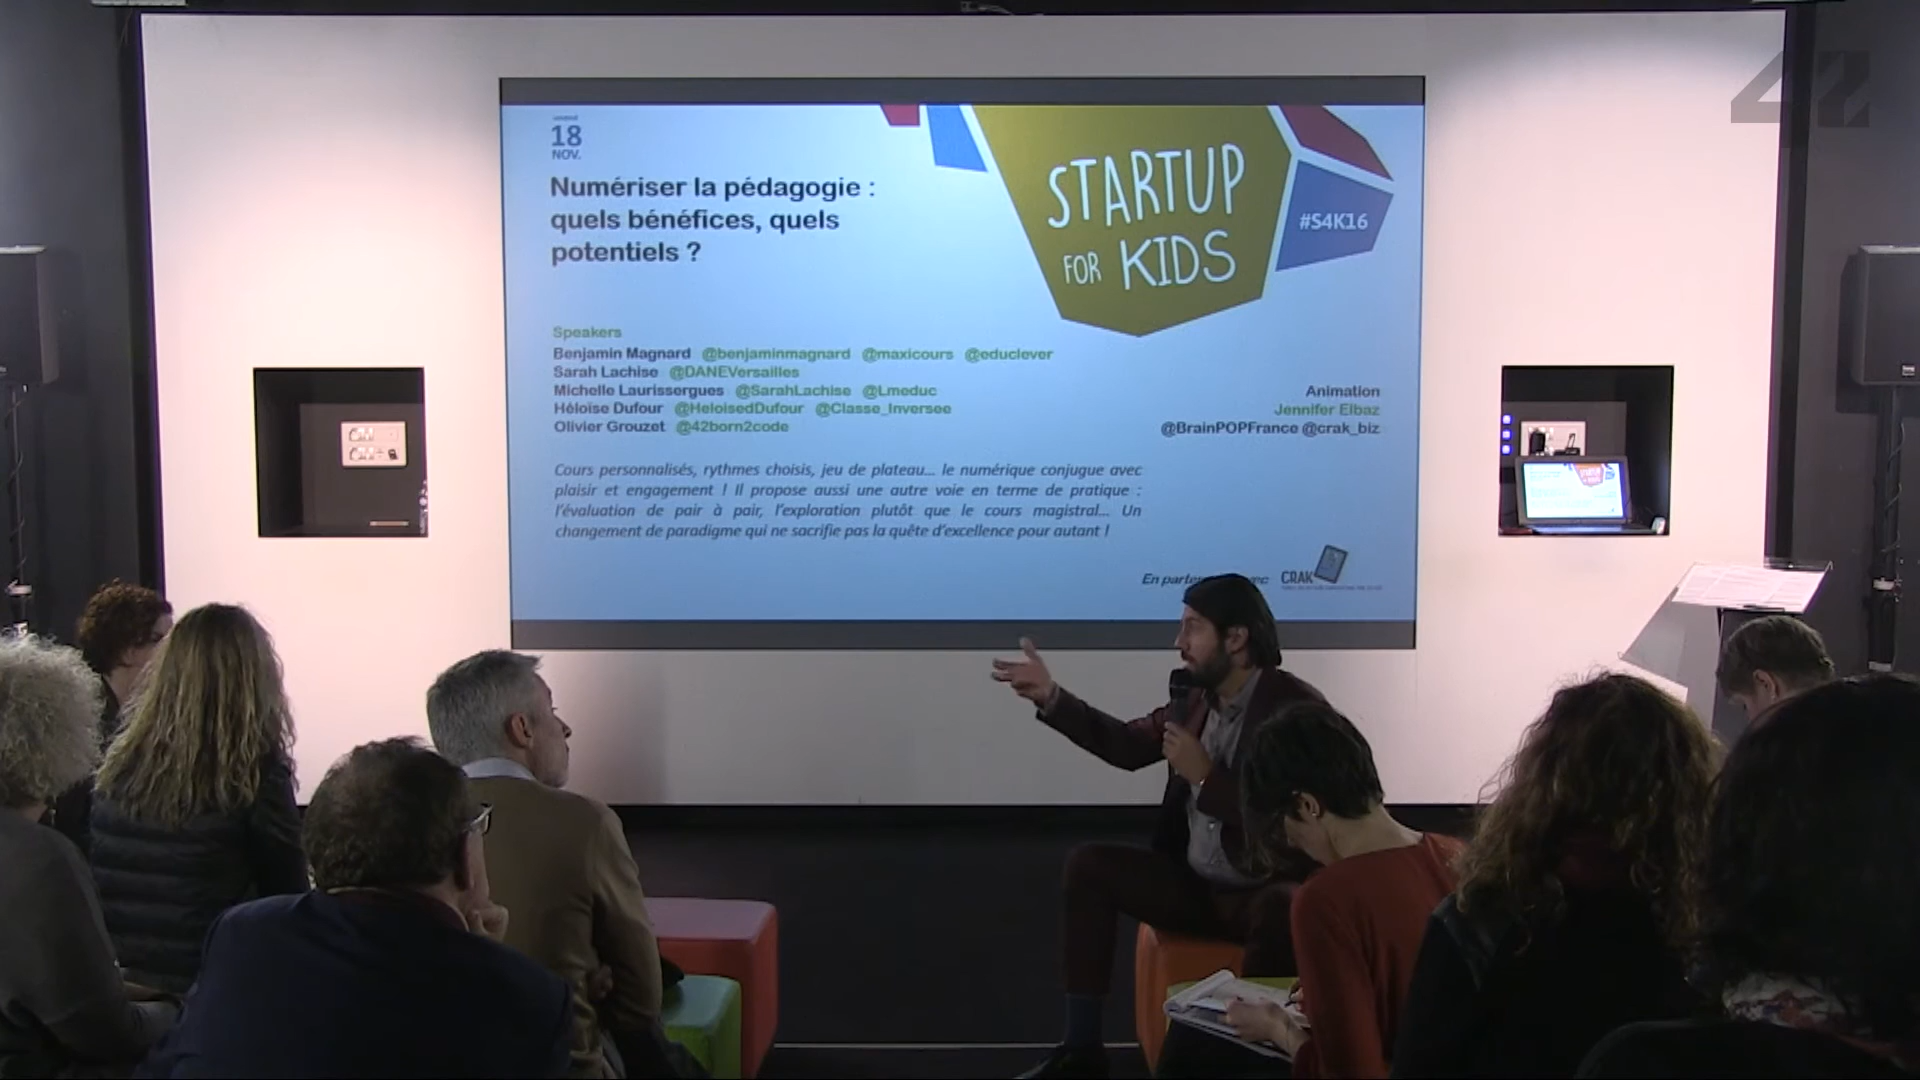 42
18
NOV.
Numériser la pédagogie :
quels bénéfices, quels
potentiels ?
STARTUP
FOR KIDS
#S4K16
Speakers
Benjamin Magnard @benjaminmagnard @maxicours @educlever
Sarah Lachise @DANEVersailles
Michelle Laurissergues @SarahLachise @Lmeduc
Héloïse Dufour @HeloisedDufour @Classe_Inversee
Olivier Grouzet @42born2code
Animation
Jennifer Elbaz
@BrainPOPFrance @crak_biz
Cours personnalisés, rythmes choisis, jeu de plateau... le numérique conjugue avec
plaisir et engagement ! Il propose aussi une autre voie en terme de pratique :
l'évaluation de pair à pair, l'exploration plutôt que le cours magistral... Un
changement de paradigme qui ne sacrifie pas la quête d'excellence pour autant !
En
CRAK